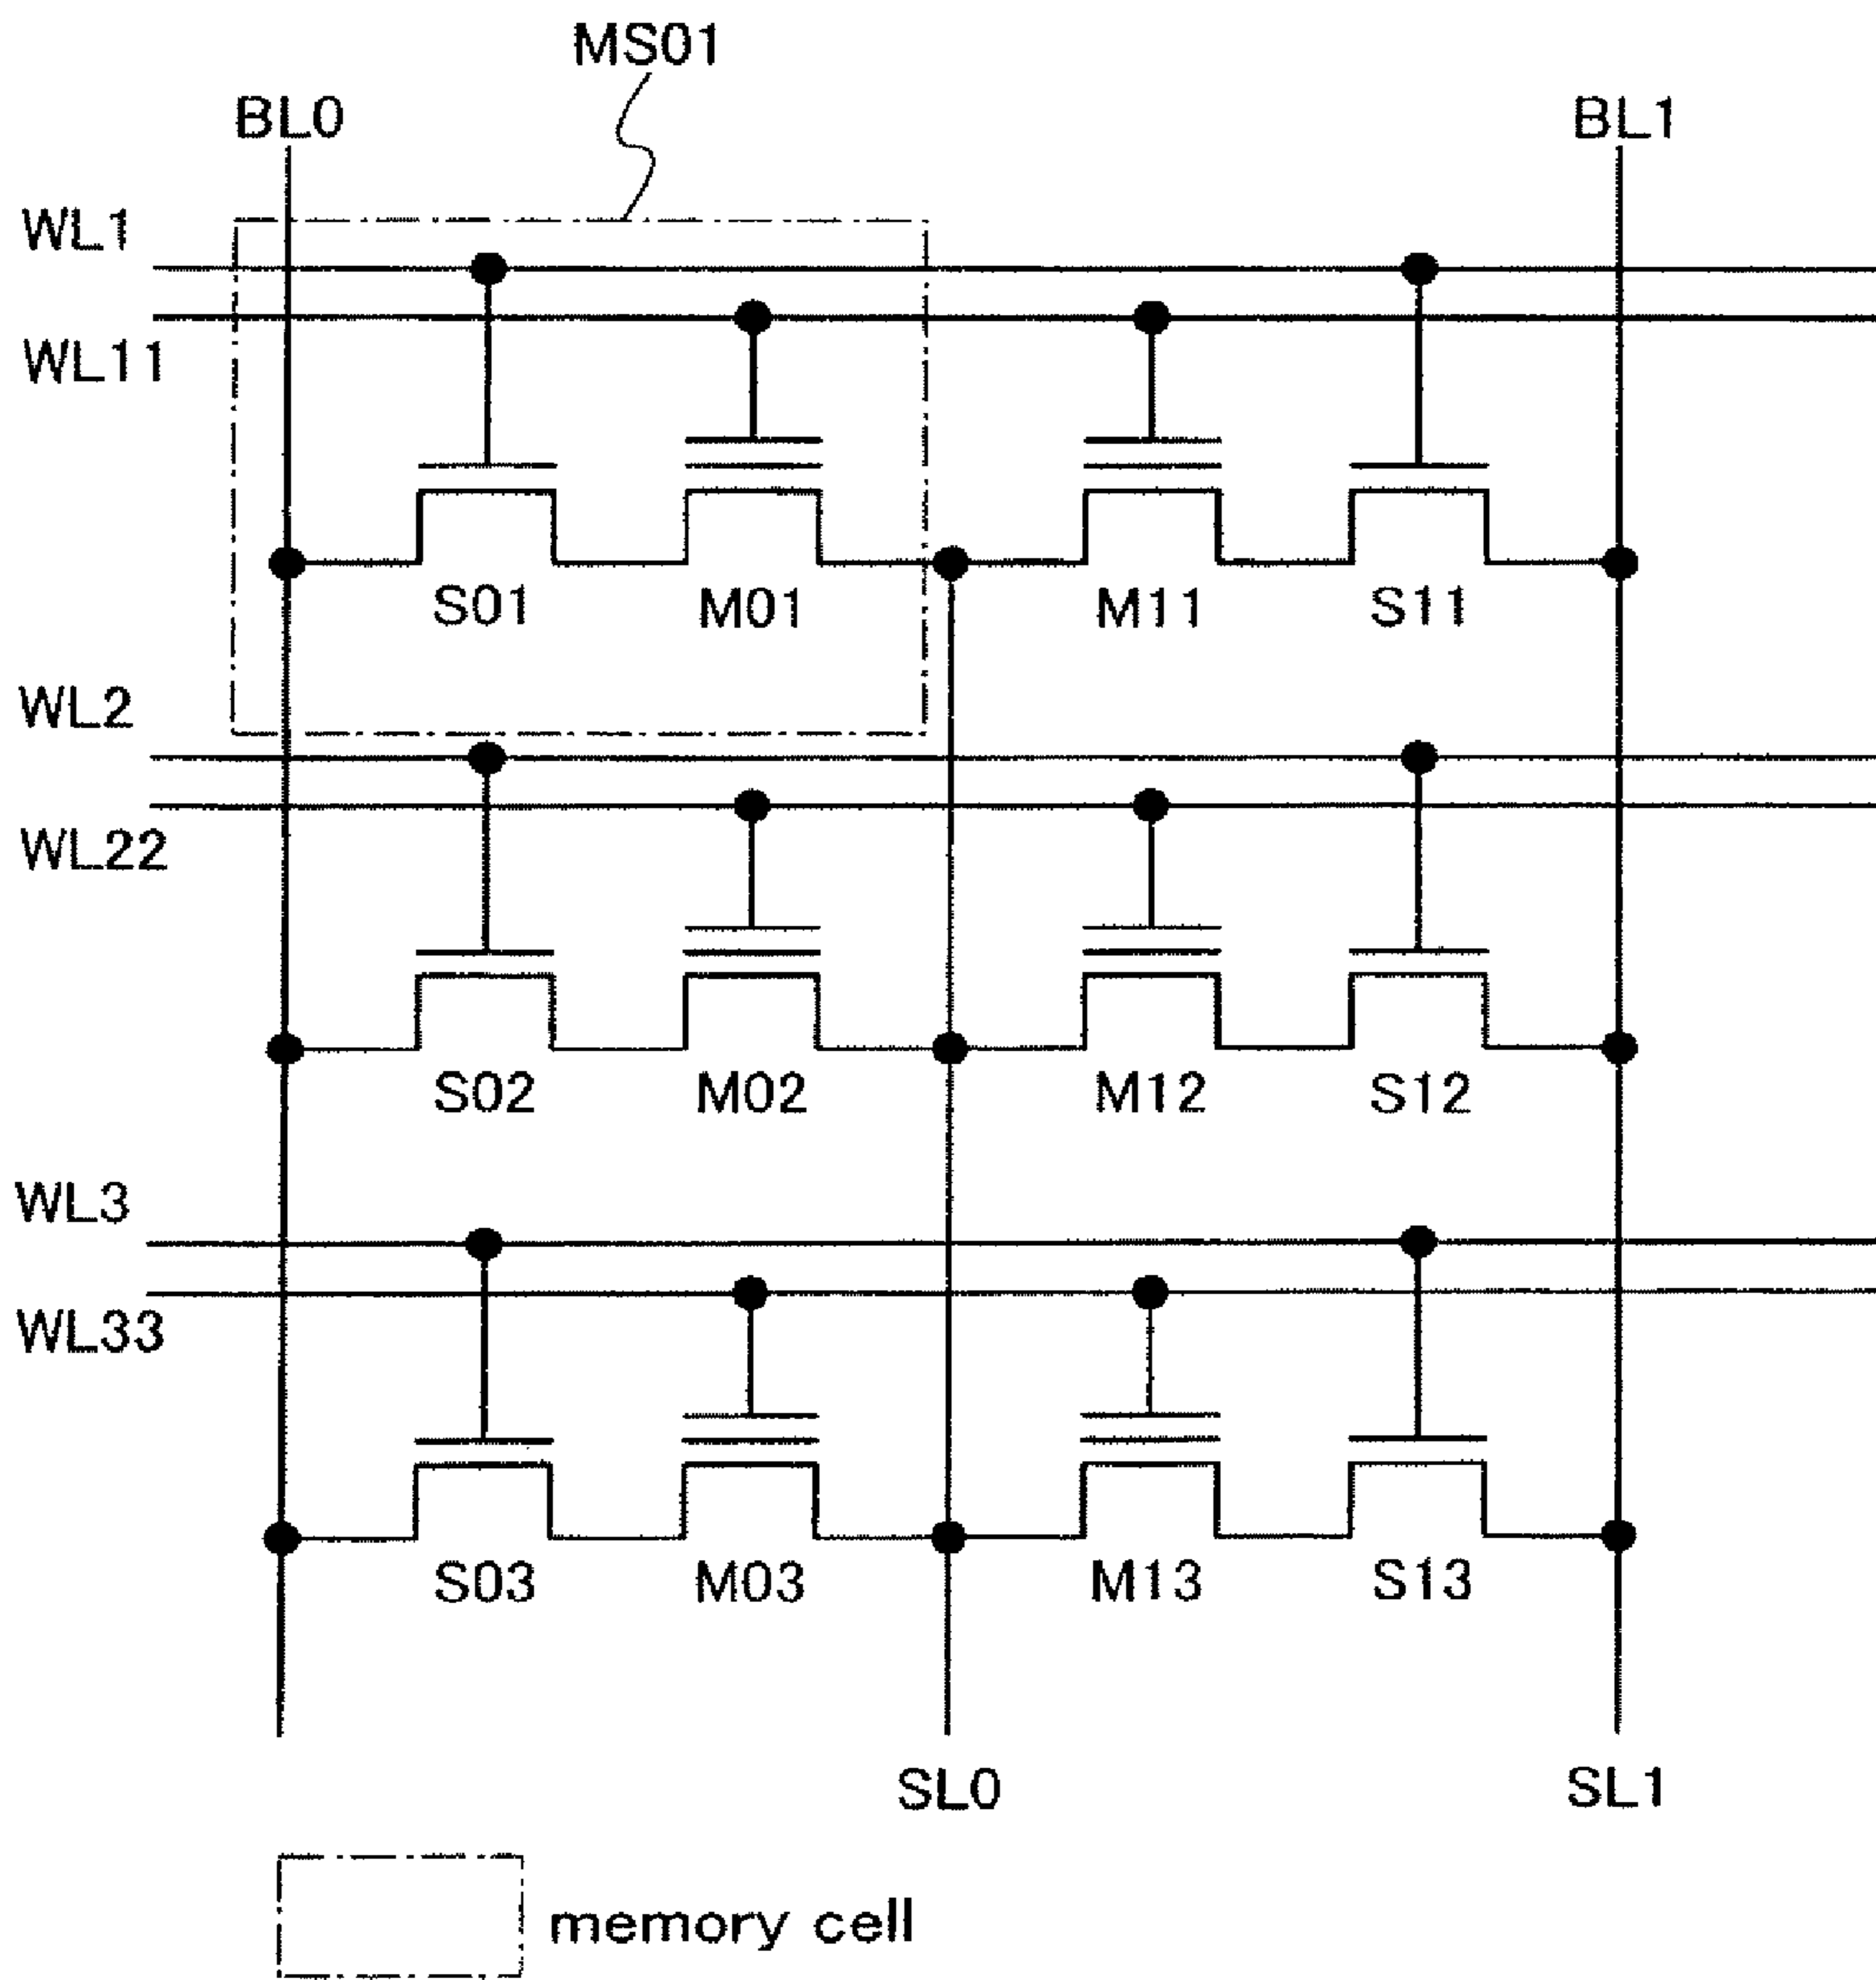 MS01
BL0 BL1
WL1
WL11
S01 M01 M11 S11
WL2
WL22
S02 M02 M12 S12
WL3
WL33
S03 M03 M13 S13
SL0 SL1
memory cell